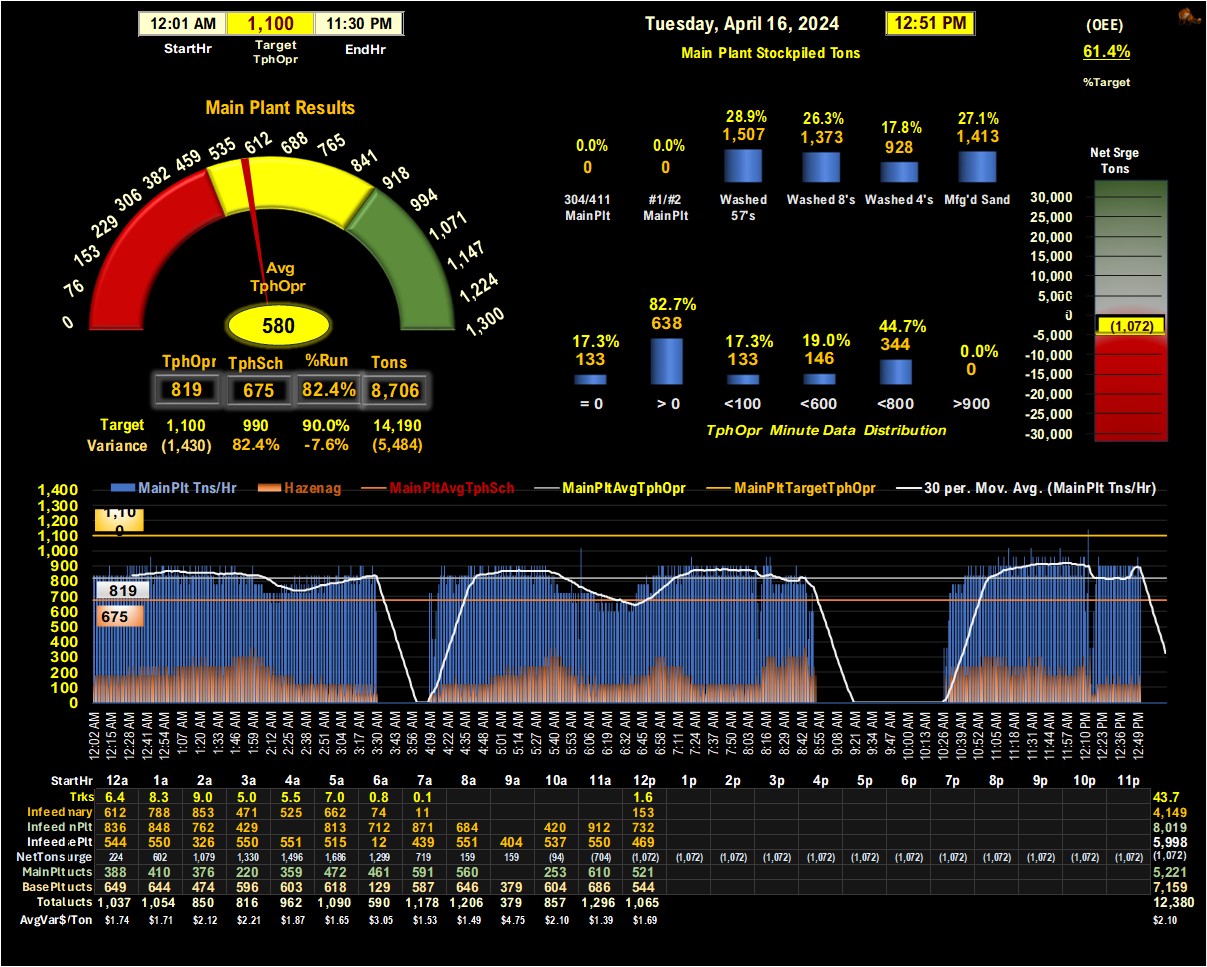 12:01 AM 1,100 11:30 PM
StartHr Target TphOpr EndHr
Tuesday, April 16, 2024 12:51 PM
Main Plant Stockpiled Tons
(OEE)
61.4%
%Target
Main Plant Results
0 76 153 229 306 382 459 535 612 688 765 841 918 994 1,071 1,147 1,224 1,300
Avg
TphOpr
580
TphOpr TphSch %Run Tons
819 675 82.4% 8,706
Target 1,100 990 90.0% 14,190
Variance (1,430) 82.4% -7.6% (5,484)
0.0% 0.0% 28.9% 26.3% 17.8% 27.1%
0 0 1,507 1,373 928 1,413
304/411 #1/#2 Washed Washed 8's Washed 4's Mfg'd Sand
MainPlt MainPlt 57's
17.3% 82.7% 17.3% 19.0% 44.7% 0.0%
133 638 133 146 344 0
= 0 > 0 <100 <600 <800 >900
TphOpr Minute Data Distribution
Net Srge
Tons
30,000
25,000
20,000
15,000
10,000
5,000
0
(1,072)
-5,000
-10,000
-15,000
-20,000
-25,000
-30,000
MainPlt Tns/Hr Hazenag MainPltAvgTphSch MainPltAvgTphOpr MainPltTargetTphOpr 30 per. Mov. Avg. (MainPlt Tns/Hr)
1,400
1,300
1,200
1,100
1,000
900
800
700
600
500
400
300
200
100
0
1,10
0
819
675
12:02 AM 12:15 AM 12:28 AM 12:41 AM 12:54 AM 1:07 AM 1:20 AM 1:33 AM 1:46 AM 1:59 AM 2:12 AM 2:25 AM 2:38 AM 2:51 AM 3:04 AM 3:17 AM 3:30 AM 3:43 AM 3:56 AM 4:09 AM 4:22 AM 4:35 AM 4:48 AM 5:01 AM 5:14 AM 5:27 AM 5:40 AM 5:53 AM 6:06 AM 6:19 AM 6:32 AM 6:45 AM 6:58 AM 7:11 AM 7:24 AM 7:37 AM 7:50 AM 8:03 AM 8:16 AM 8:29 AM 8:42 AM 8:55 AM 9:08 AM 9:21 AM 9:34 AM 9:47 AM 10:00 AM 10:13 AM 10:26 AM 10:39 AM 10:52 AM 11:05 AM 11:18 AM 11:31 AM 11:44 AM 11:57 AM 12:10 PM 12:23 PM 12:36 PM 12:49 PM
StartHr 12a 1a 2a 3a 4a 5a 6a 7a 8a 9a 10a 11a 12p 1p 2p 3p 4p 5p 6p 7p 8p 9p 10p 11p
Trks 6.4 8.3 9.0 5.0 5.5 7.0 0.8 0.1 1.6 43.7
Infeed mary 612 788 853 471 525 662 74 11 153 4,149
Infeed nPlt 836 848 762 429 813 712 871 684 420 912 732 8,019
Infeed ePlt 544 550 326 550 551 515 12 439 551 404 537 550 469 5,998
NetTons urge 224 602 1,079 1,330 1,496 1,686 1,299 719 159 159 (94) (704) (1,072) (1,072) (1,072) (1,072) (1,072) (1,072) (1,072) (1,072) (1,072) (1,072) (1,072) (1,072) (1,072)
MainPlt ucts 388 410 376 220 359 472 461 591 560 253 610 521 5,221
BasePlt ucts 649 644 474 596 603 618 129 587 646 379 604 686 544 7,159
Total ucts 1,037 1,054 850 816 962 1,090 590 1,178 1,206 379 857 1,296 1,065 12,380
AvgVar$/Ton $1.74 $1.71 $2.12 $2.21 $1.87 $1.65 $3.05 $1.53 $1.49 $4.75 $2.10 $1.39 $1.69 $2.10